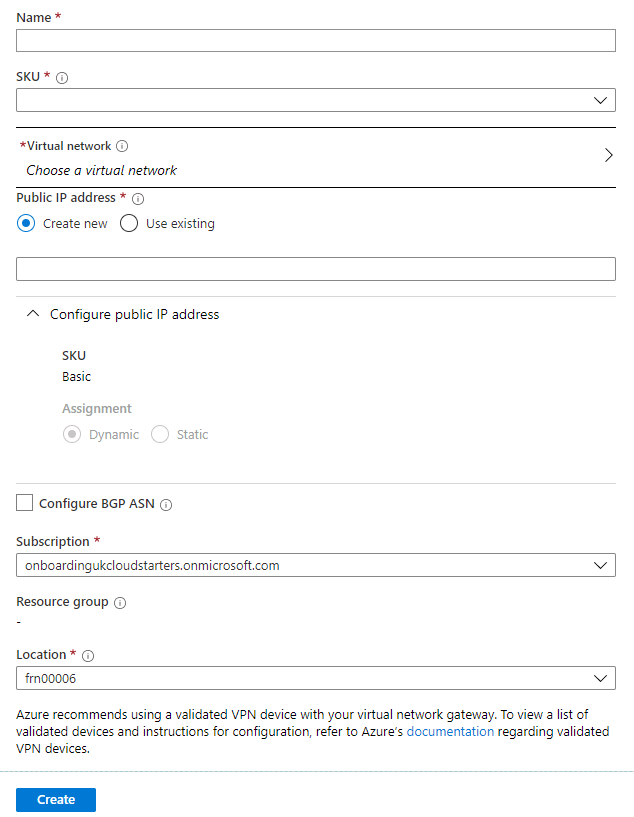 Name *
SKU *
*Virtual network
Choose a virtual network
Public IP address *
Create new Use existing
Configure public IP address
SKU
Basic
Assignment
Dynamic Static
Configure BGP ASN
Subscription *
onboardingukcloudstarters.onmicrosoft.com
Resource group
-
Location *
frn00006
Azure recommends using a validated VPN device with your virtual network gateway. To view a list of
validated devices and instructions for configuration, refer to Azure's documentation regarding validated
VPN devices.
Create